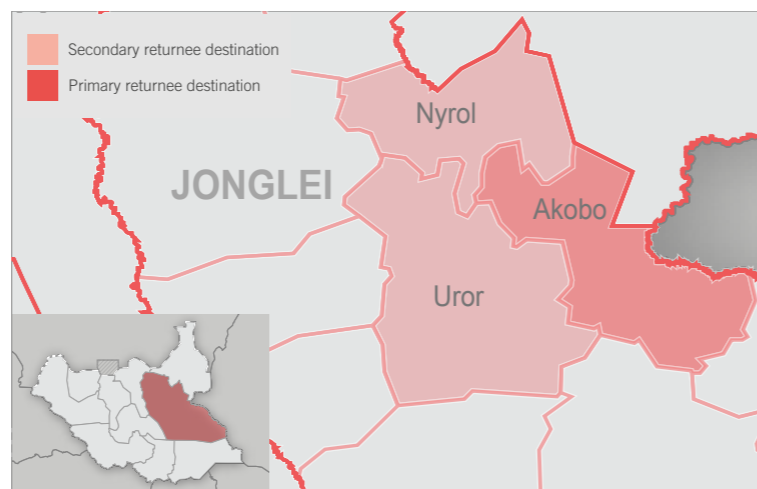 Secondary returnee destination
Primary returnee destination
Nyrol
JONGLEI
Akobo
Uror